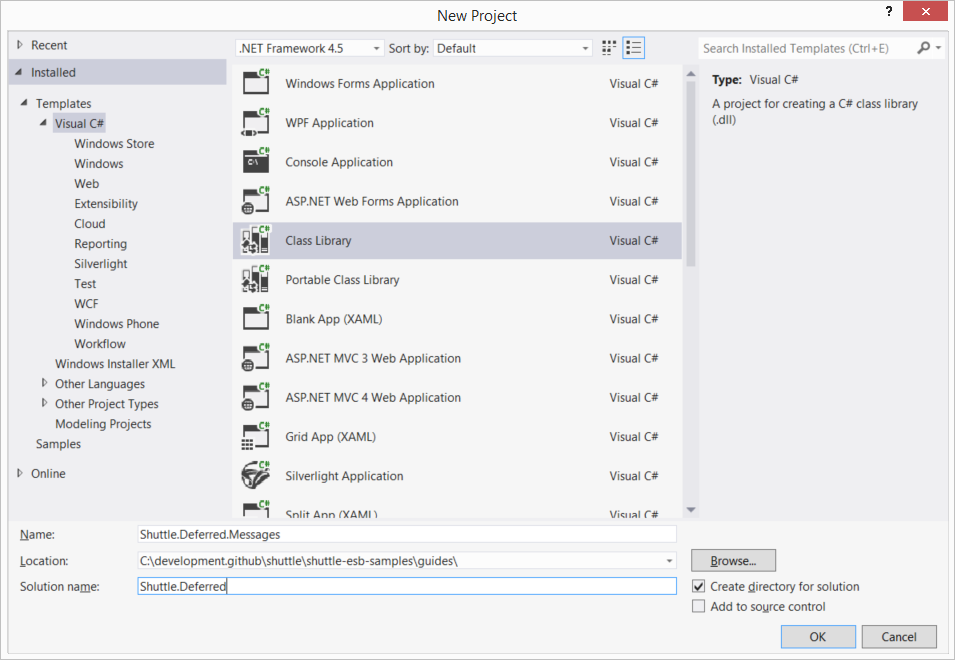 New Project
?
Recent
Installed
Templates
Visual C#
Windows Store
Windows
Web
Extensibility
Cloud
Reporting
Silverlight
Test
WCF
Windows Phone
Workflow
Windows Installer XML
Other Languages
Other Project Types
Modeling Projects
Samples
Online
.NET Framework 4.5 Sort by: Default
C# Windows Forms Application Visual C#
C# WPF Application Visual C#
C# C:\ Console Application Visual C#
C# ASP.NET Web Forms Application Visual C#
C# Class Library Visual C#
C# Portable Class Library Visual C#
C# Blank App (XAML) Visual C#
C# ASP.NET MVC 3 Web Application Visual C#
C# ASP.NET MVC 4 Web Application Visual C#
C# Grid App (XAML) Visual C#
C# Silverlight Application Visual C#
C# Split App (XAML) Visual C#
Search Installed Templates (Ctrl+E)
Type: Visual C#
A project for creating a C# class library
(.dll)
Name: Shuttle.Deferred.Messages
Location: C:\development.github\shuttle\shuttle-esb-samples\guides\ Browse...
Solution name: Shuttle.Deferred
Create directory for solution
Add to source control
OK Cancel